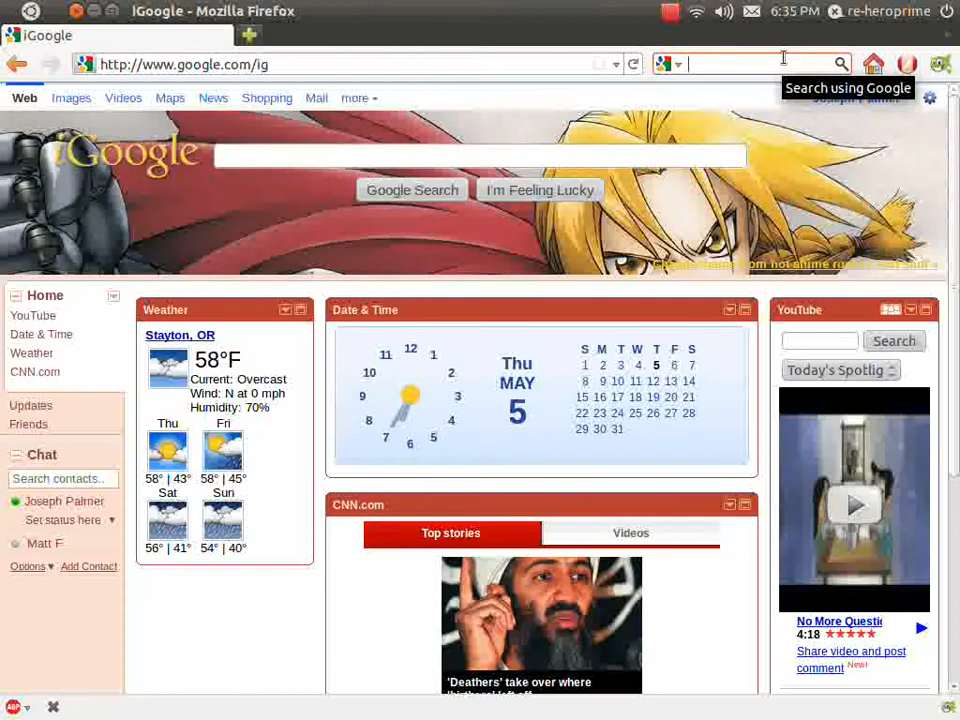 iGoogle - Mozilla Firefox
6:35 PM
re-heroprime
iGoogle
http://www.google.com/ig
Search using Google
Web Images Videos Maps News Shopping Mail more
iGoogle
Google Search
I'm Feeling Lucky
Home
YouTube
Date & Time
Weather
CNN.com
Updates
Friends
Chat
Search contacts..
Joseph Palmer
Set status here
Matt F
Options
Add Contact
Weather
Stayton, OR
58°F
Current: Overcast
Wind: N at 0 mph
Humidity: 70%
Thu Fri
58° | 43° 58° | 45°
Sat Sun
56° | 41° 54° | 40°
Date & Time
12
11 1
10 2
9 3
8 4
7 5
6
Thu
MAY
5
S M T W T F S
1 2 3 4 5 6 7
8 9 10 11 12 13 14
15 16 17 18 19 20 21
22 23 24 25 26 27 28
29 30 31
CNN.com
Top stories
Videos
'Deathers' take over where
YouTube
Search
Today's Spotlig
No More Questi
4:18
Share video and post
comment New!
ABP